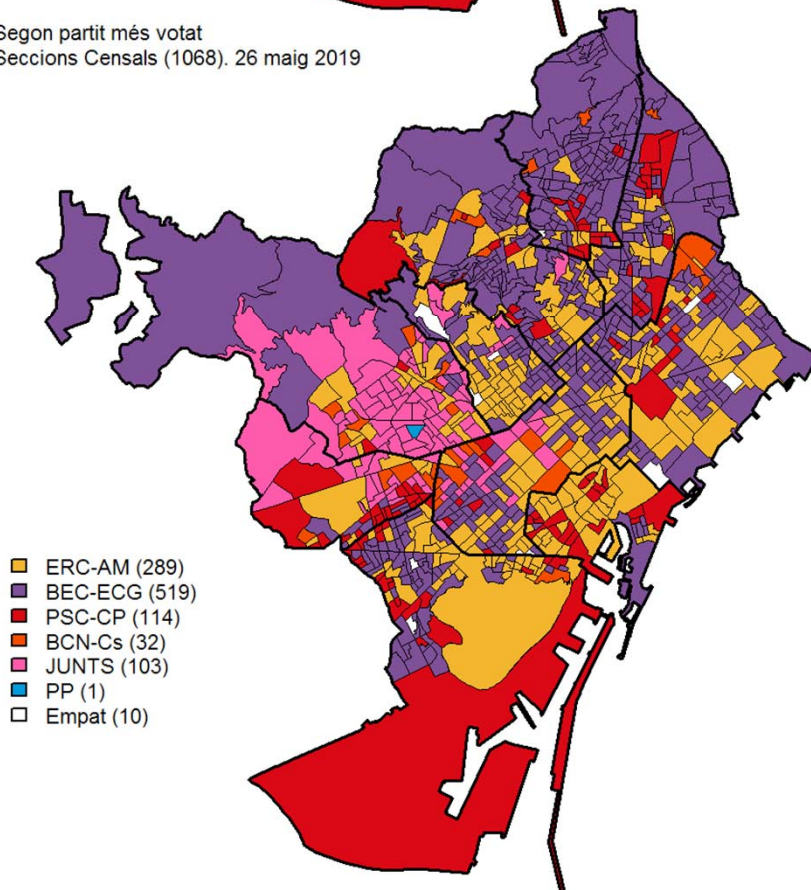 Segon partit més votat
Seccions Censals (1068). 26 maig 2019
ERC-AM (289)
BEC-ECG (519)
PSC-CP (114)
BCN-Cs (32)
JUNTS (103)
PP (1)
Empat (10)